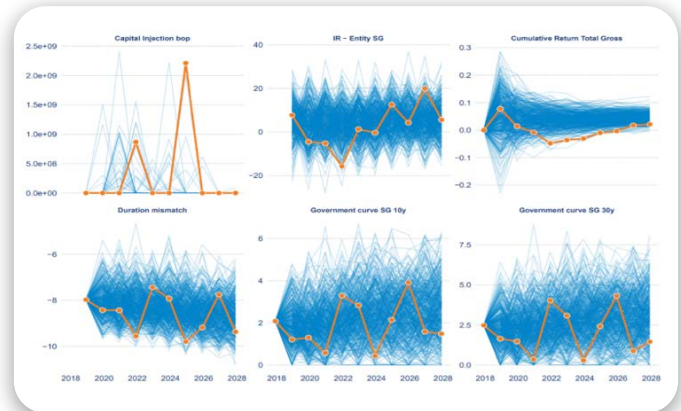 Capital Injection bop
IR - Entity SG
Cumulative Return Total Gross
2.5e+09
2.0e+09
1.5e+09
1.0e+09
5.0e+08
0.0e+00
40
20
0
-20
0.3
0.2
0.1
0.0
-0.1
-0.2
Duration mismatch
Government curve SG 10y
Government curve SG 30y
-6
-8
-10
6
4
2
0
7.5
5.0
2.5
0
2018 2020 2022 2024 2026 2028
2018 2020 2022 2024 2026 2028
2018 2020 2022 2024 2026 2028